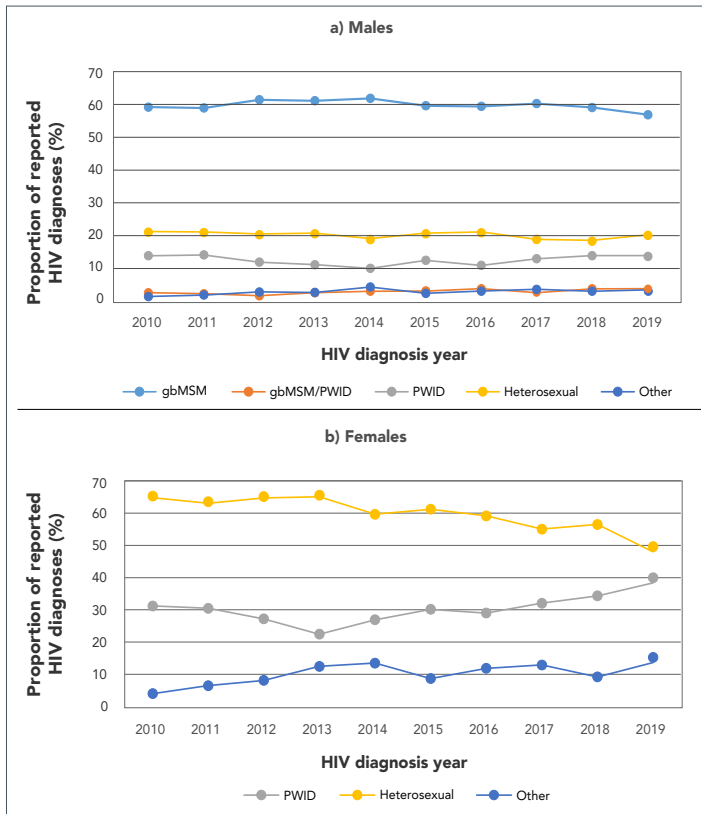 a) Males
Proportion of reported
HIV diagnoses (%)
70
60
50
40
30
20
10
0
2010 2011 2012 2013 2014 2015 2016 2017 2018 2019
HIV diagnosis year
gbMSM gbMSM/PWID PWID Heterosexual Other
b) Females
Proportion of reported
HIV diagnoses (%)
70
60
50
40
30
20
10
0
2010 2011 2012 2013 2014 2015 2016 2017 2018 2019
HIV diagnosis year
PWID Heterosexual Other